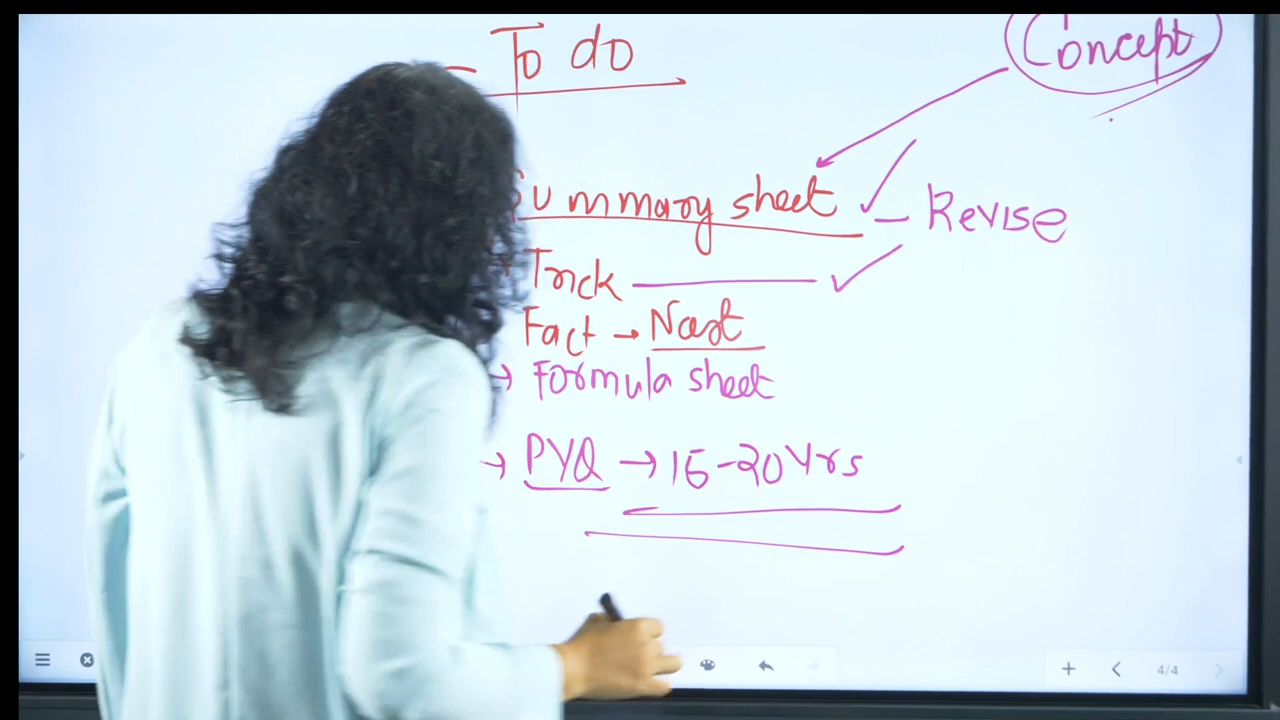 To do
Concept
Summary sheet
Revise
Trick
Fact → Nast
→ Formula sheet
→ PYQ → 15-20 Yrs
4/4